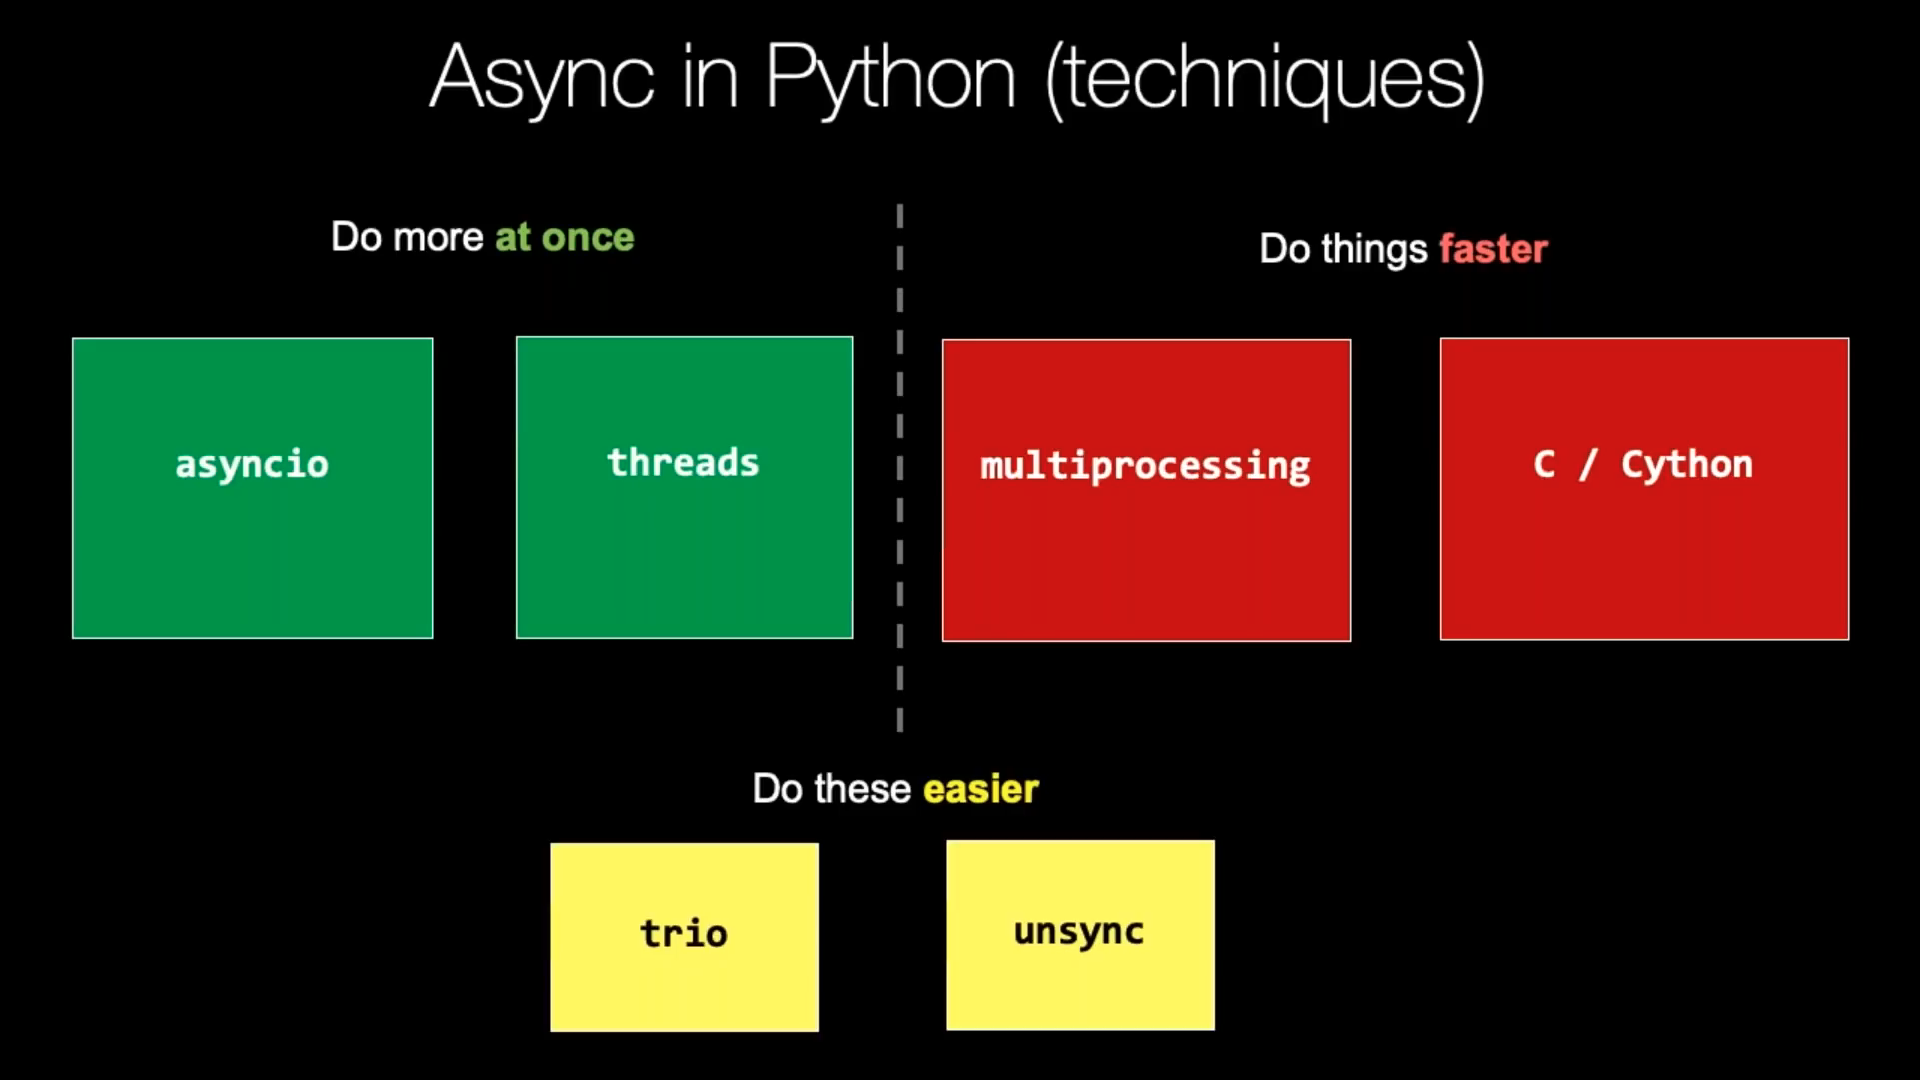 Async in Python (techniques)
Do more at once
Do things faster
asyncio
threads
multiprocessing
C / Cython
Do these easier
trio
unsync